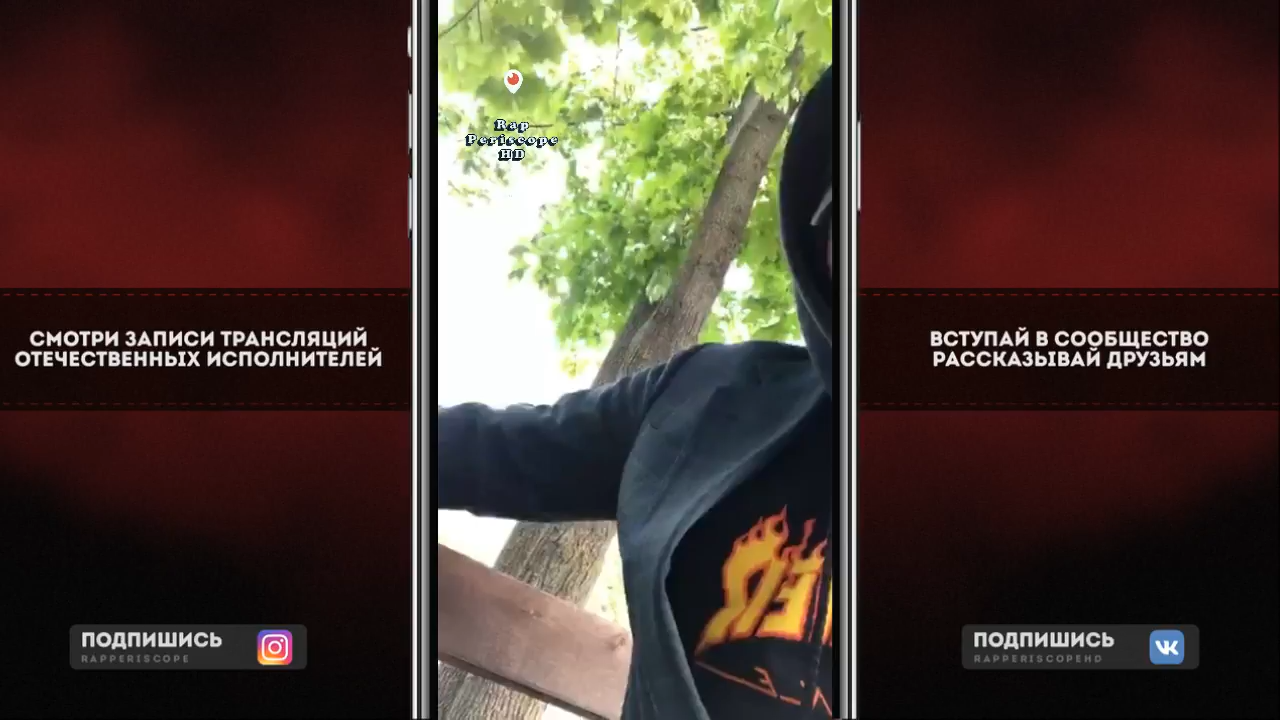 Rap
Periscope
HD
СМОТРИ ЗАПИСИ ТРАНСЛЯЦИЙ
ОТЕЧЕСТВЕННЫХ ИСПОЛНИТЕЛЕЙ
ВСТУПАЙ В СООБЩЕСТВО
РАССКАЗЫВАЙ ДРУЗЬЯМ
ПОДПИШИСЬ
RAPPERISCOPE
ПОДПИШИСЬ
RAPPERISCOPEHD